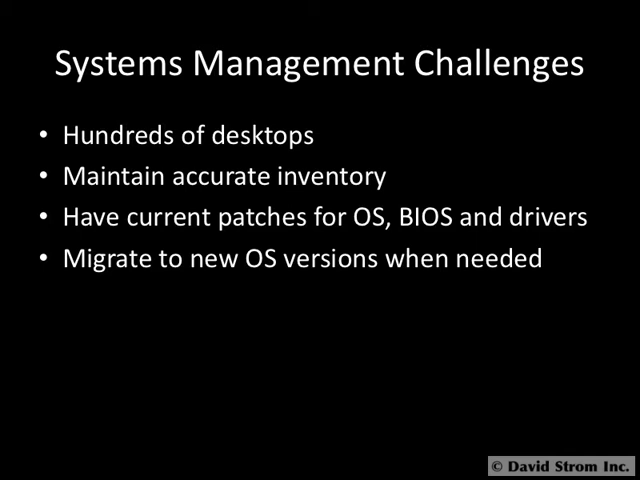 Systems Management Challenges
• Hundreds of desktops
• Maintain accurate inventory
• Have current patches for OS, BIOS and drivers
• Migrate to new OS versions when needed
© David Strom Inc.